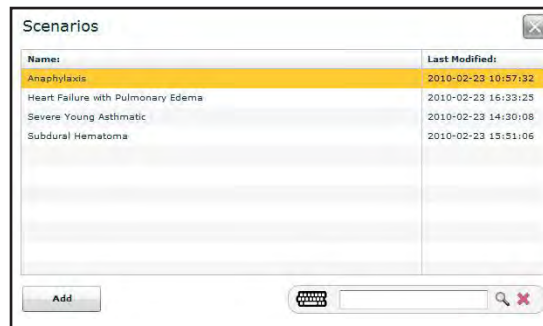 Scenarios
Name: Last Modified:
Anaphylaxis 2010-02-23 10:57:32
Heart Failure with Pulmonary Edema 2010-02-23 16:33:25
Severe Young Asthmatic 2010-02-23 14:30:08
Subdural Hematoma 2010-02-23 15:51:06
Add